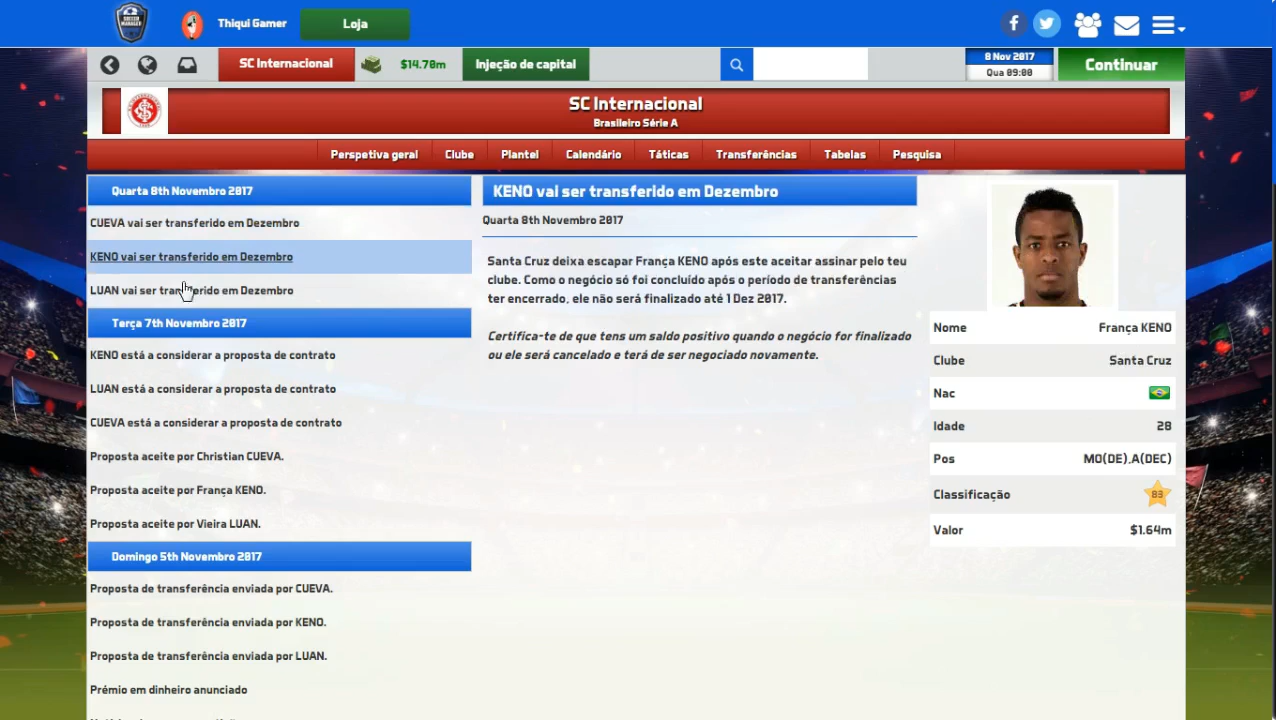 SOCCER MANAGER
Thiqui Gamer
Loja
SC Internacional
$14.70m
Injeção de capital
8 Nov 2017
Qua 09:00
Continuar
SC Internacional
Brasileiro Série A
Perspetiva geral
Clube
Plantel
Calendário
Táticas
Transferências
Tabelas
Pesquisa
Quarta 8th Novembro 2017
CUEVA vai ser transferido em Dezembro
KENO vai ser transferido em Dezembro
LUAN vai ser transferido em Dezembro
Terça 7th Novembro 2017
KENO está a considerar a proposta de contrato
LUAN está a considerar a proposta de contrato
CUEVA está a considerar a proposta de contrato
Proposta aceite por Christian CUEVA.
Proposta aceite por França KENO.
Proposta aceite por Vieira LUAN.
Domingo 5th Novembro 2017
Proposta de transferência enviada por CUEVA.
Proposta de transferência enviada por KENO.
Proposta de transferência enviada por LUAN.
Prémio em dinheiro anunciado
KENO vai ser transferido em Dezembro
Quarta 8th Novembro 2017
Santa Cruz deixa escapar França KENO após este aceitar assinar pelo teu
clube. Como o negócio só foi concluído após o período de transferências
ter encerrado, ele não será finalizado até 1 Dez 2017.
Certifica-te de que tens um saldo positivo quando o negócio for finalizado
ou ele será cancelado e terá de ser negociado novamente.
Nome França KENO
Clube Santa Cruz
Nac
Idade 28
Pos MO(DE),A(DEC)
Classificação 83
Valor $1.64m